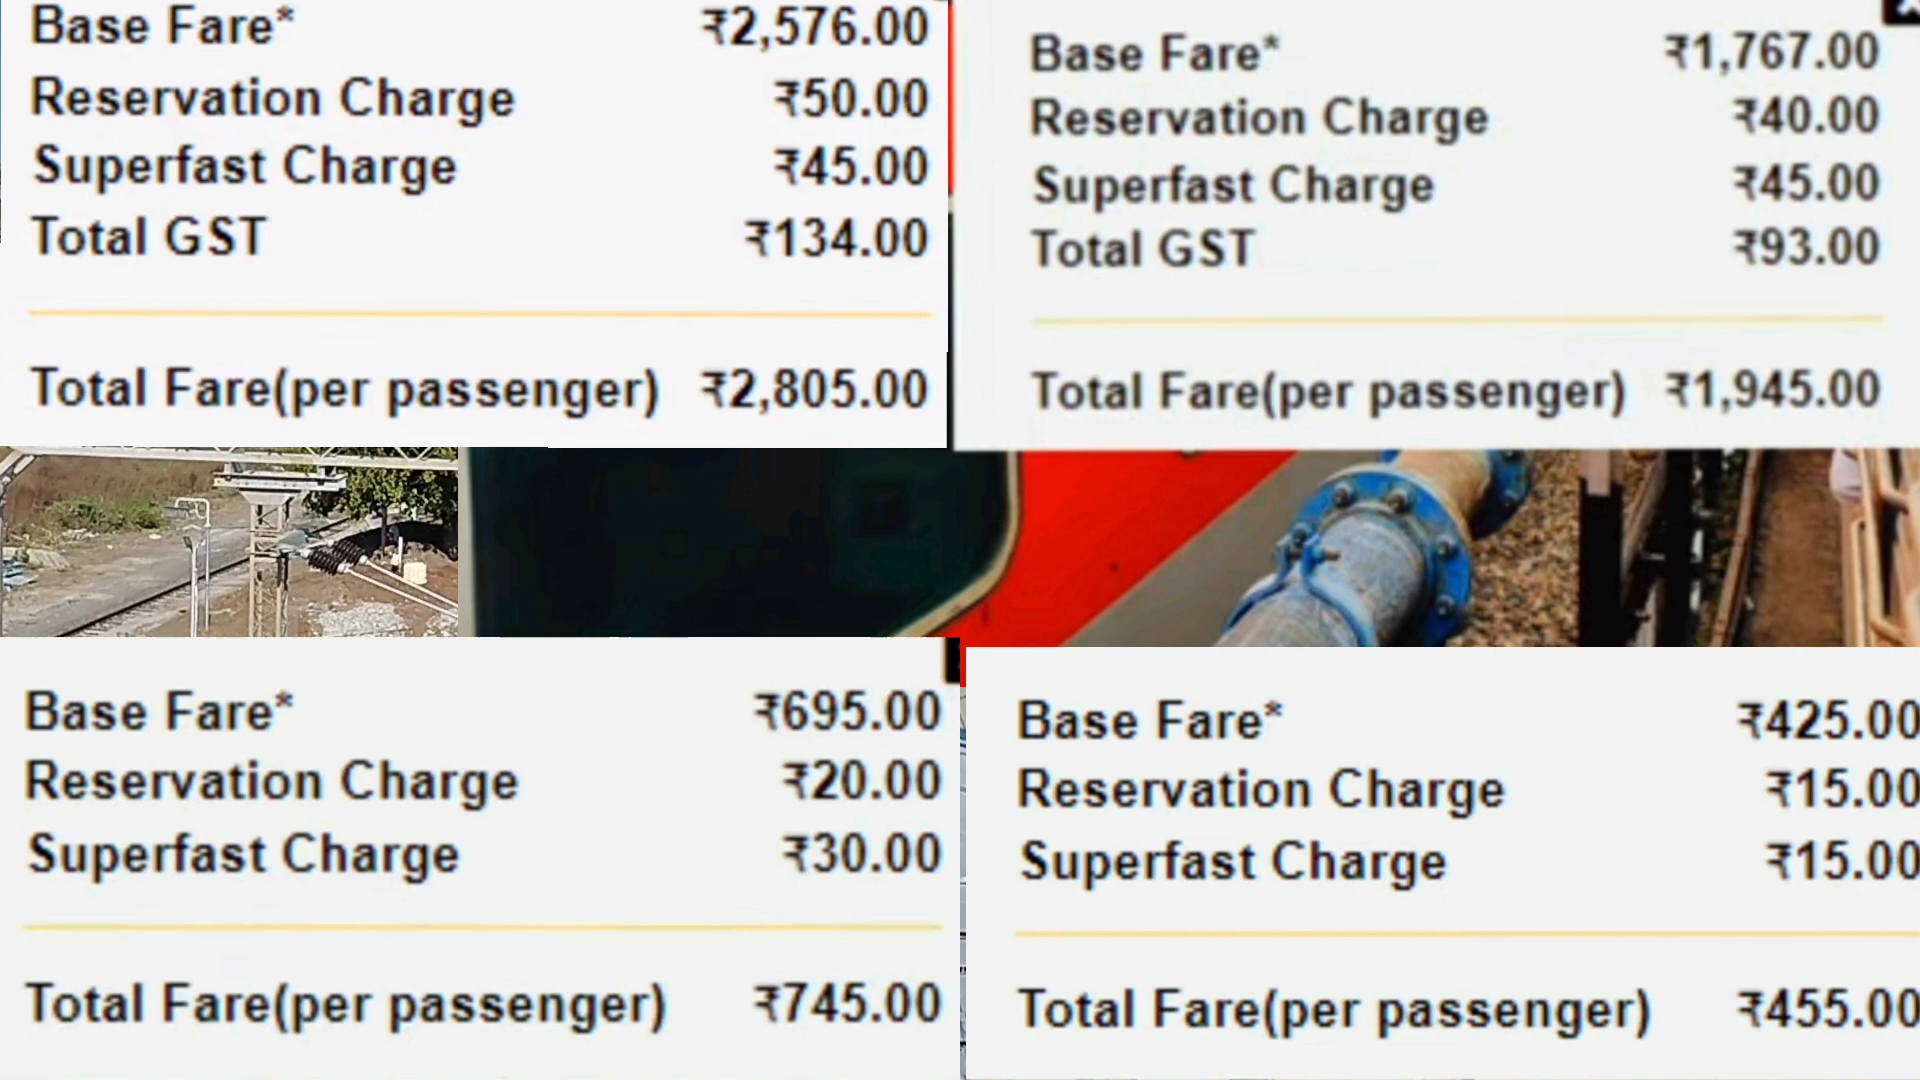 Base Fare* ₹2,576.00
Reservation Charge ₹50.00
Superfast Charge ₹45.00
Total GST ₹134.00
Total Fare(per passenger) ₹2,805.00
Base Fare* ₹1,767.00
Reservation Charge ₹40.00
Superfast Charge ₹45.00
Total GST ₹93.00
Total Fare(per passenger) ₹1,945.00
Base Fare* ₹695.00
Reservation Charge ₹20.00
Superfast Charge ₹30.00
Total Fare(per passenger) ₹745.00
Base Fare* ₹425.00
Reservation Charge ₹15.00
Superfast Charge ₹15.00
Total Fare(per passenger) ₹455.00